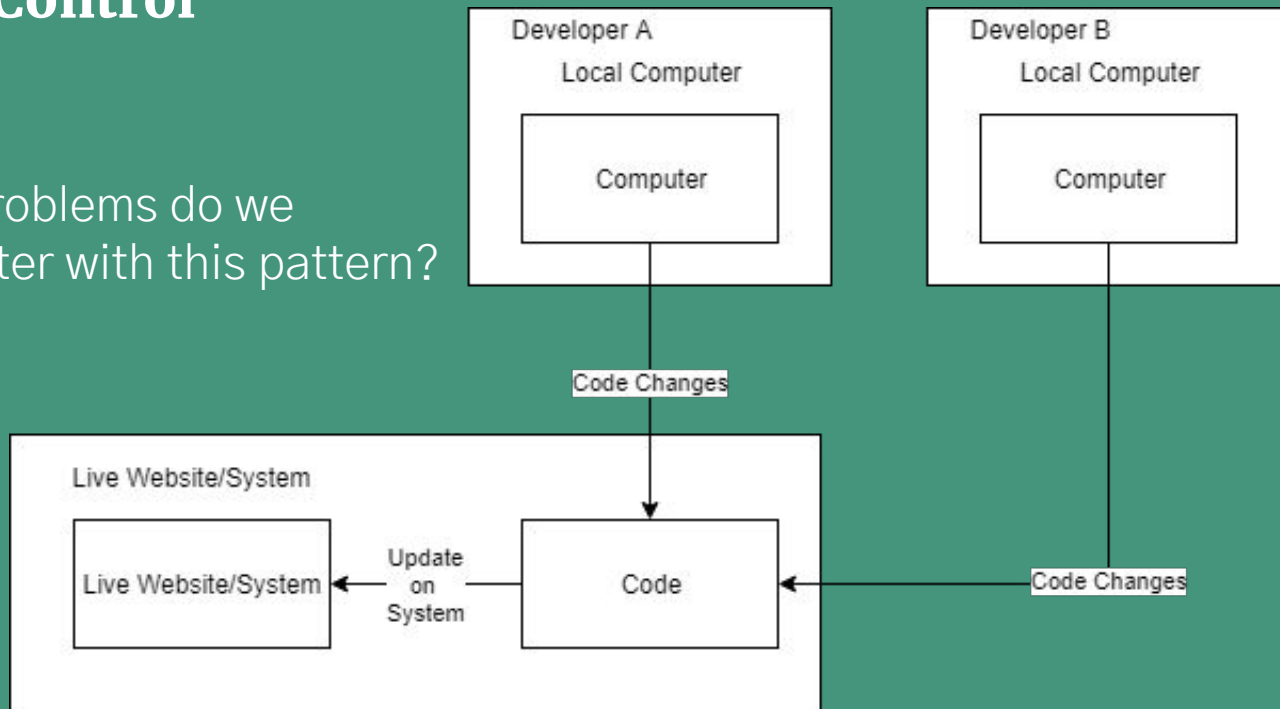 Control
roblems do we
ter with this pattern?
Developer A
Local Computer
Computer
Developer B
Local Computer
Computer
Code Changes
Live Website/System
Live Website/System
Update
on
System
Code
Code Changes